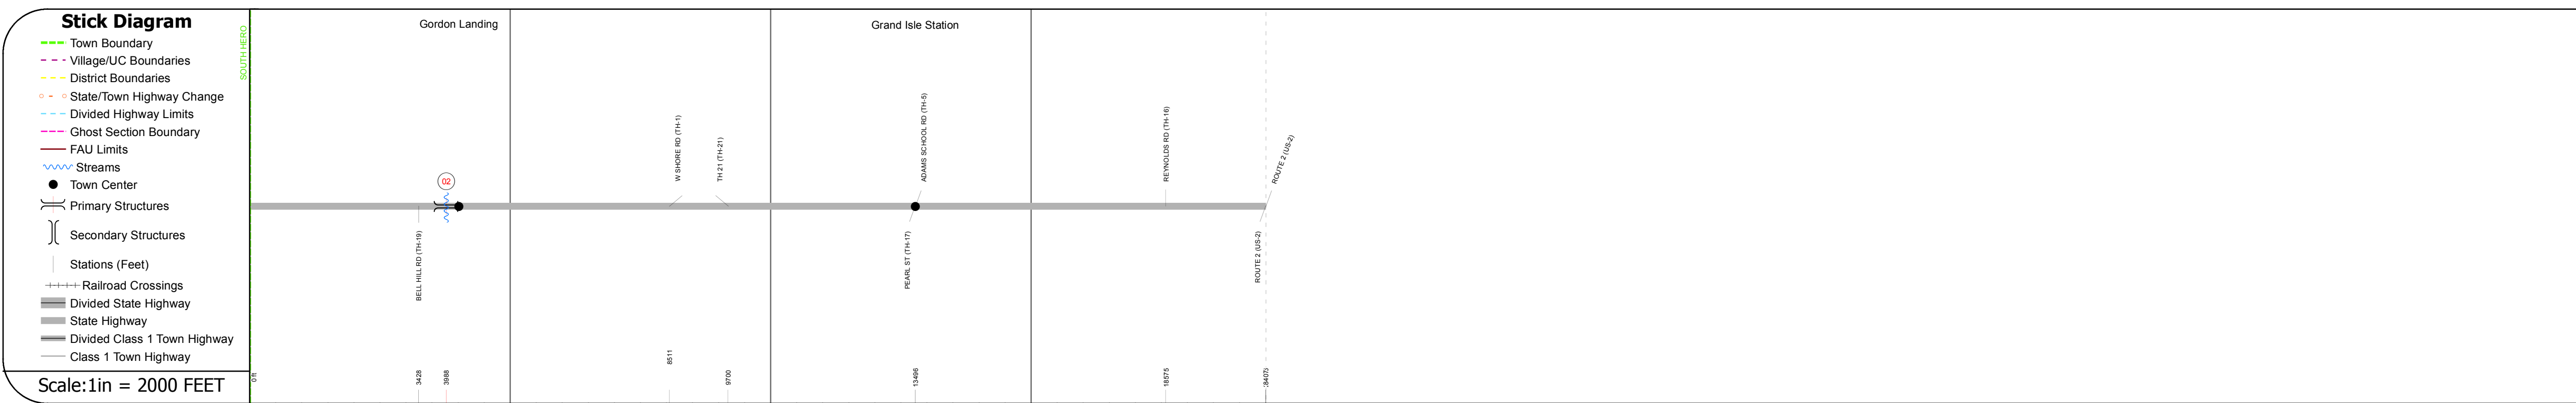 Stick Diagram
Town Boundary
Village/UC Boundaries
District Boundaries
State/Town Highway Change
Divided Highway Limits
Ghost Section Boundary
FAU Limits
Streams
Town Center
Primary Structures
Secondary Structures
Stations (Feet)
Railroad Crossings
Divided State Highway
State Highway
Divided Class 1 Town Highway
Class 1 Town Highway
Scale:1in = 2000 FEET
SOUTH HERO
Gordon Landing
Grand Isle Station
02
W SHORE RD (TH-1)
TH 21 (TH-21)
ADAMS SCHOOL RD (TH-5)
REYNOLDS RD (TH-16)
ROUTE 2 (US-2)
BELL HILL RD (TH-19)
PEARL ST (TH-17)
ROUTE 2 (US-2)
0 ft
3428
3988
8511
9700
13496
18575